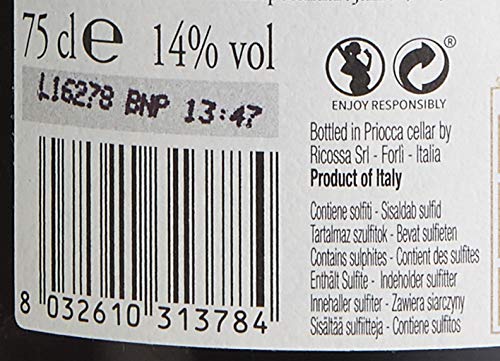 75 cl e 14% vol
L16278 BNP 13:47
®
ENJOY RESPONSIBLY
Bottled in Priocca cellar by
Ricossa Srl - Forlì - Italia
Product of Italy
Contiene solfiti - Sisaldab sulfid
Tartalmaz szulfitok - Bevat sulfieten
Contains sulphites - Contient des sulfites
Enthält Sulfite - Indeholder sulfitter
Innehaller sulfiter - Zawiera siarczyny
Sisältää sulfitteja - Contiene sulfitos
8 032610 313784